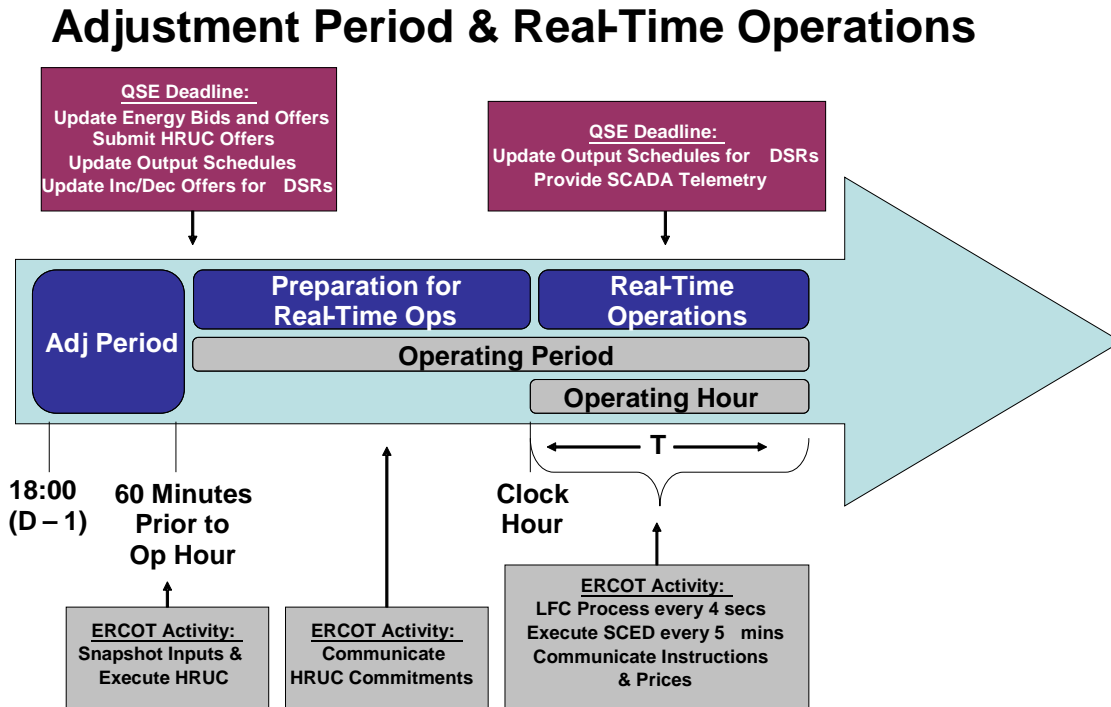 Adjustment Period & Real-Time Operations
QSE Deadline:
Update Energy Bids and Offers
Submit HRUC Offers
Update Output Schedules
Update Inc/Dec Offers for DSRs
QSE Deadline:
Update Output Schedules for DSRs
Provide SCADA Telemetry
Adj Period
Preparation for
Real-Time Ops
Real-Time
Operations
Operating Period
Operating Hour
T
18:00
(D – 1)
60 Minutes
Prior to
Op Hour
Clock
Hour
ERCOT Activity:
Snapshot Inputs &
Execute HRUC
ERCOT Activity:
Communicate
HRUC Commitments
ERCOT Activity:
LFC Process every 4 secs
Execute SCED every 5 mins
Communicate Instructions
& Prices